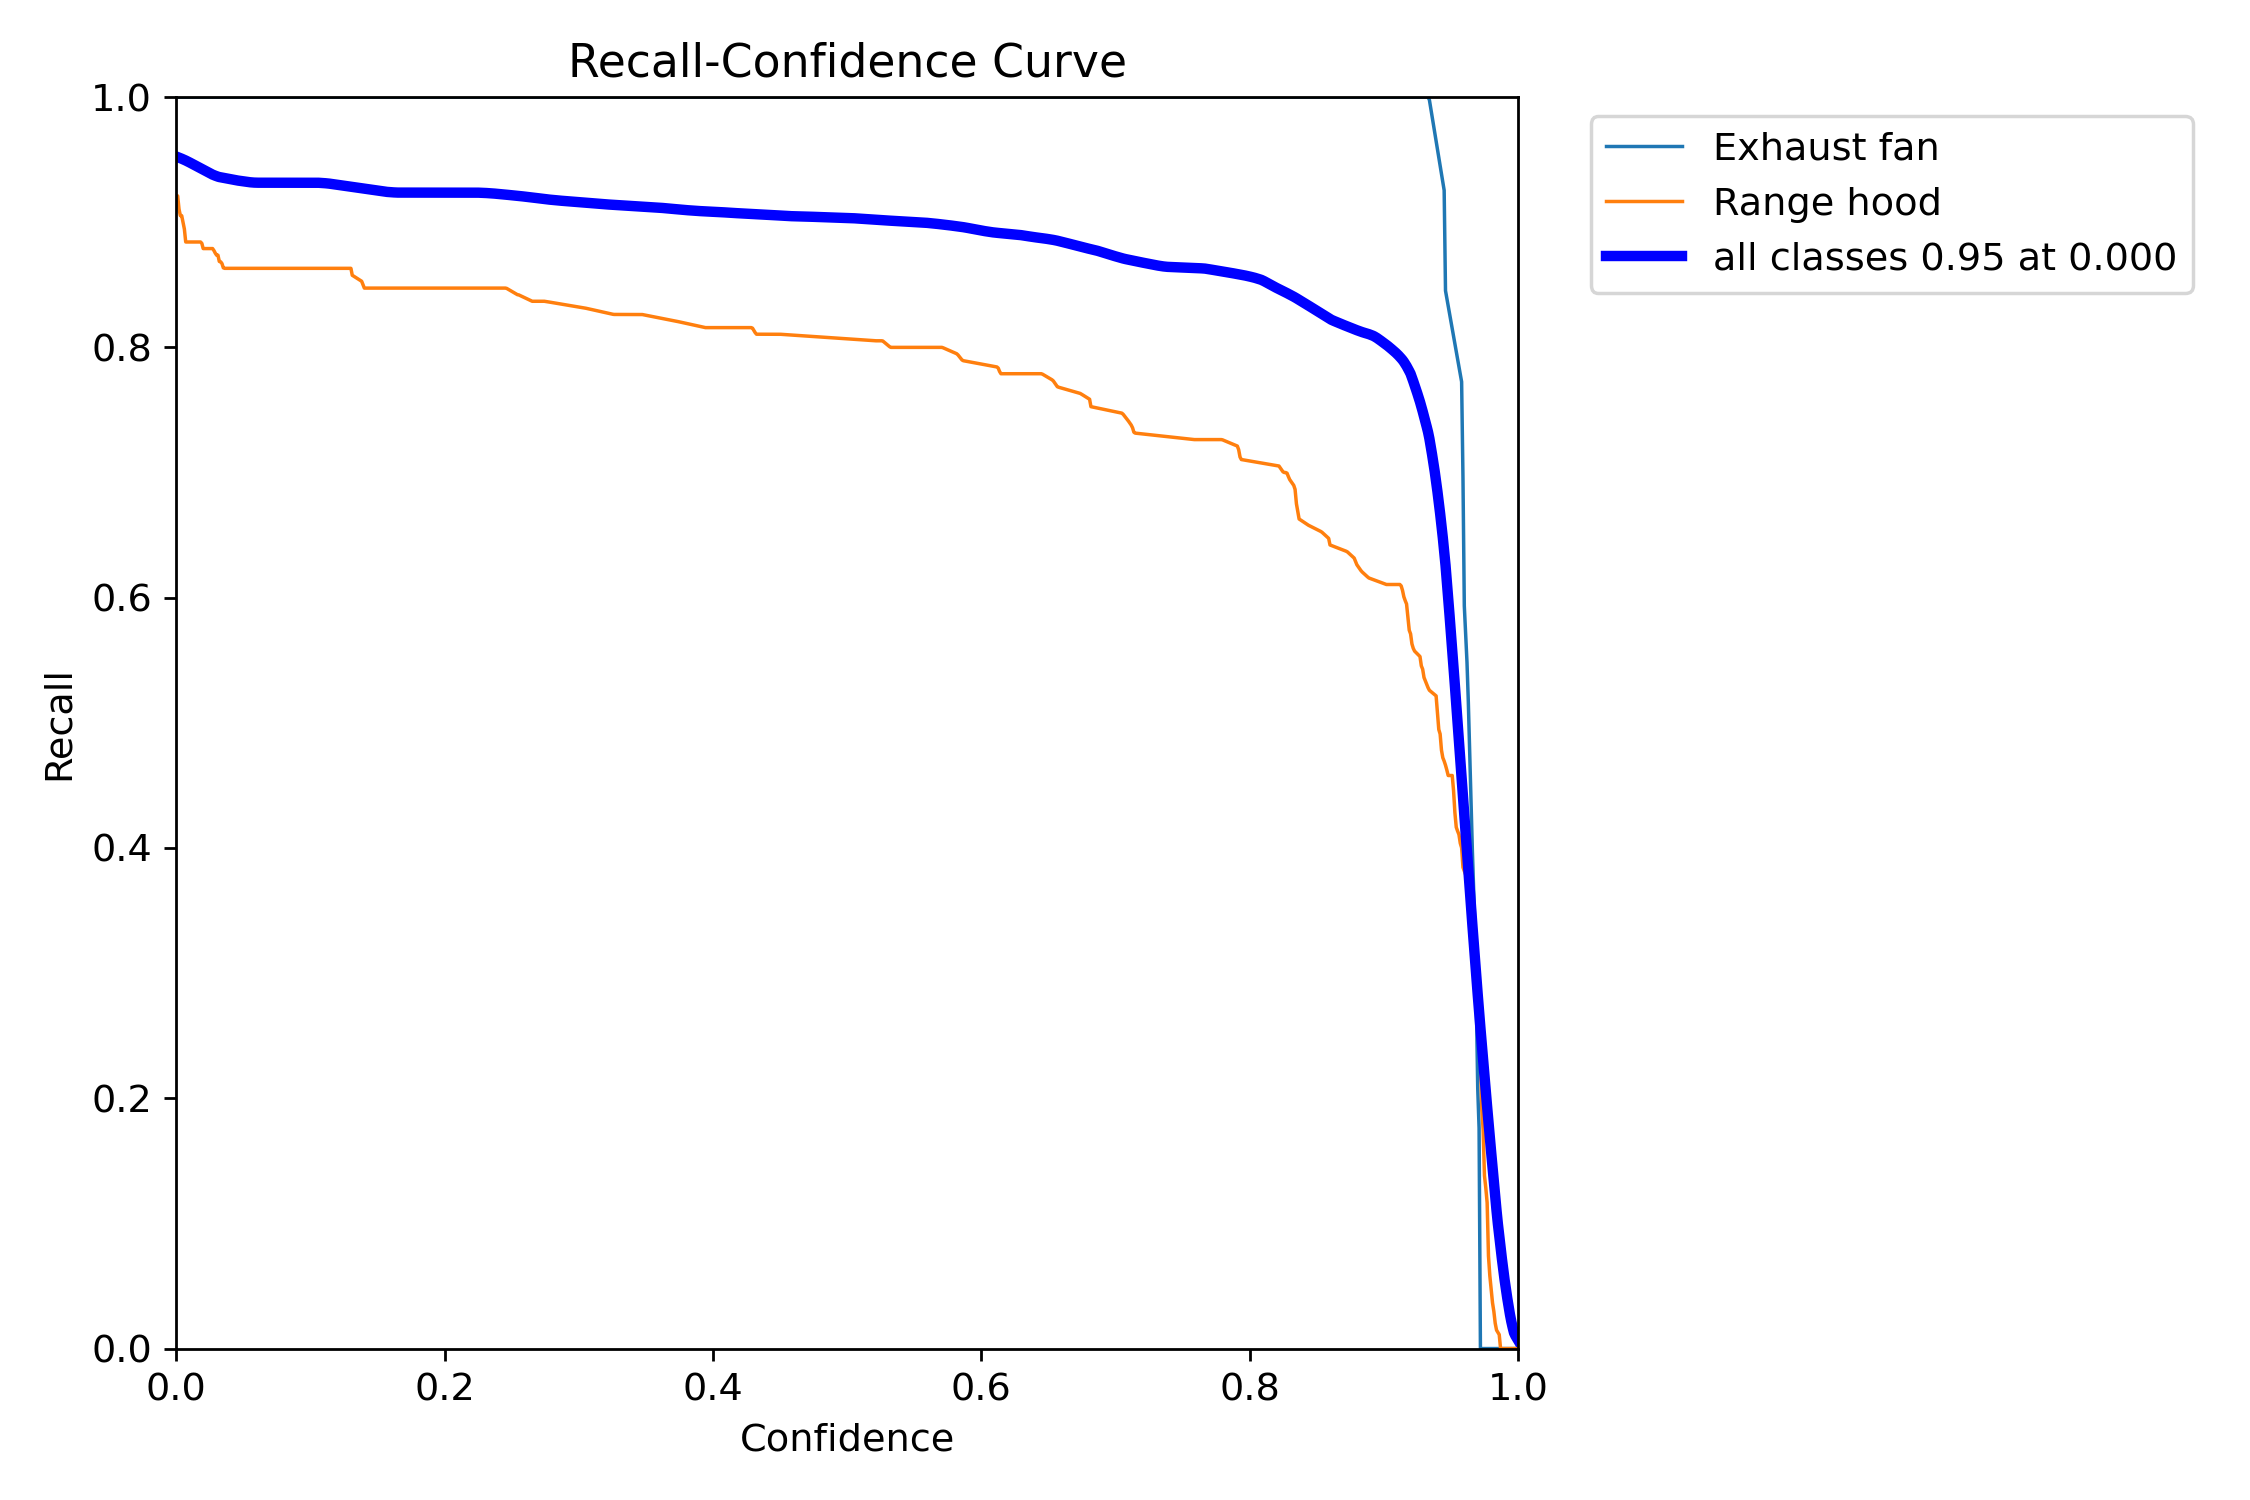 Recall-Confidence Curve
1.0
0.8
0.6
0.4
0.2
0.0
Recall
0.0 0.2 0.4 0.6 0.8 1.0
Confidence
Exhaust fan
Range hood
all classes 0.95 at 0.000